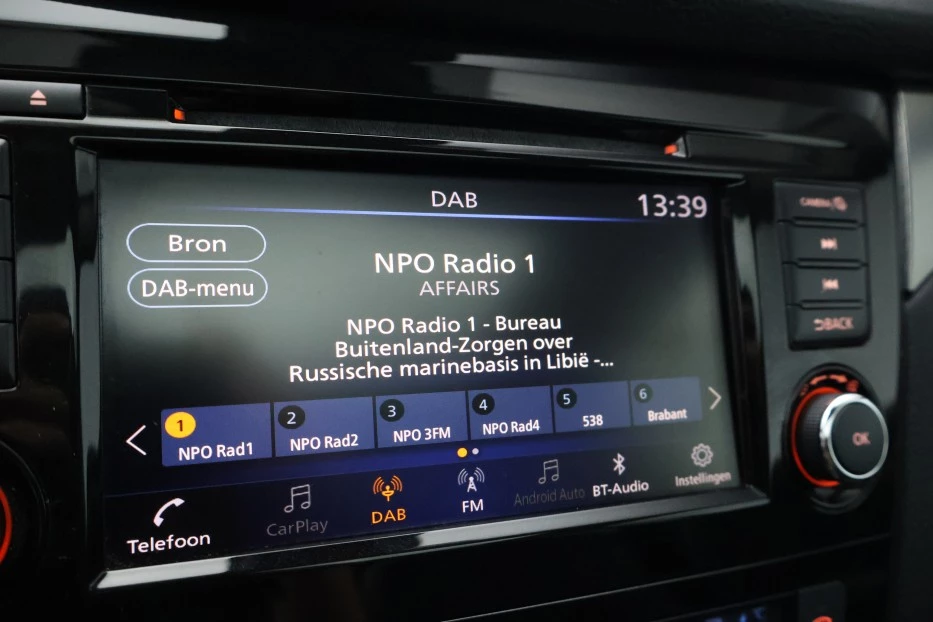 DAB
13:39
Bron
DAB-menu
NPO Radio 1
AFFAIRS
NPO Radio 1 - Bureau
Buitenland-Zorgen over
Russische marinebasis in Libië -...
1 NPO Rad1
2 NPO Rad2
3 NPO 3FM
4 NPO Rad4
5 538
6 Brabant
Telefoon
CarPlay
DAB
FM
Android Auto
BT-Audio
Instellingen
CAMERA
BACK
OK